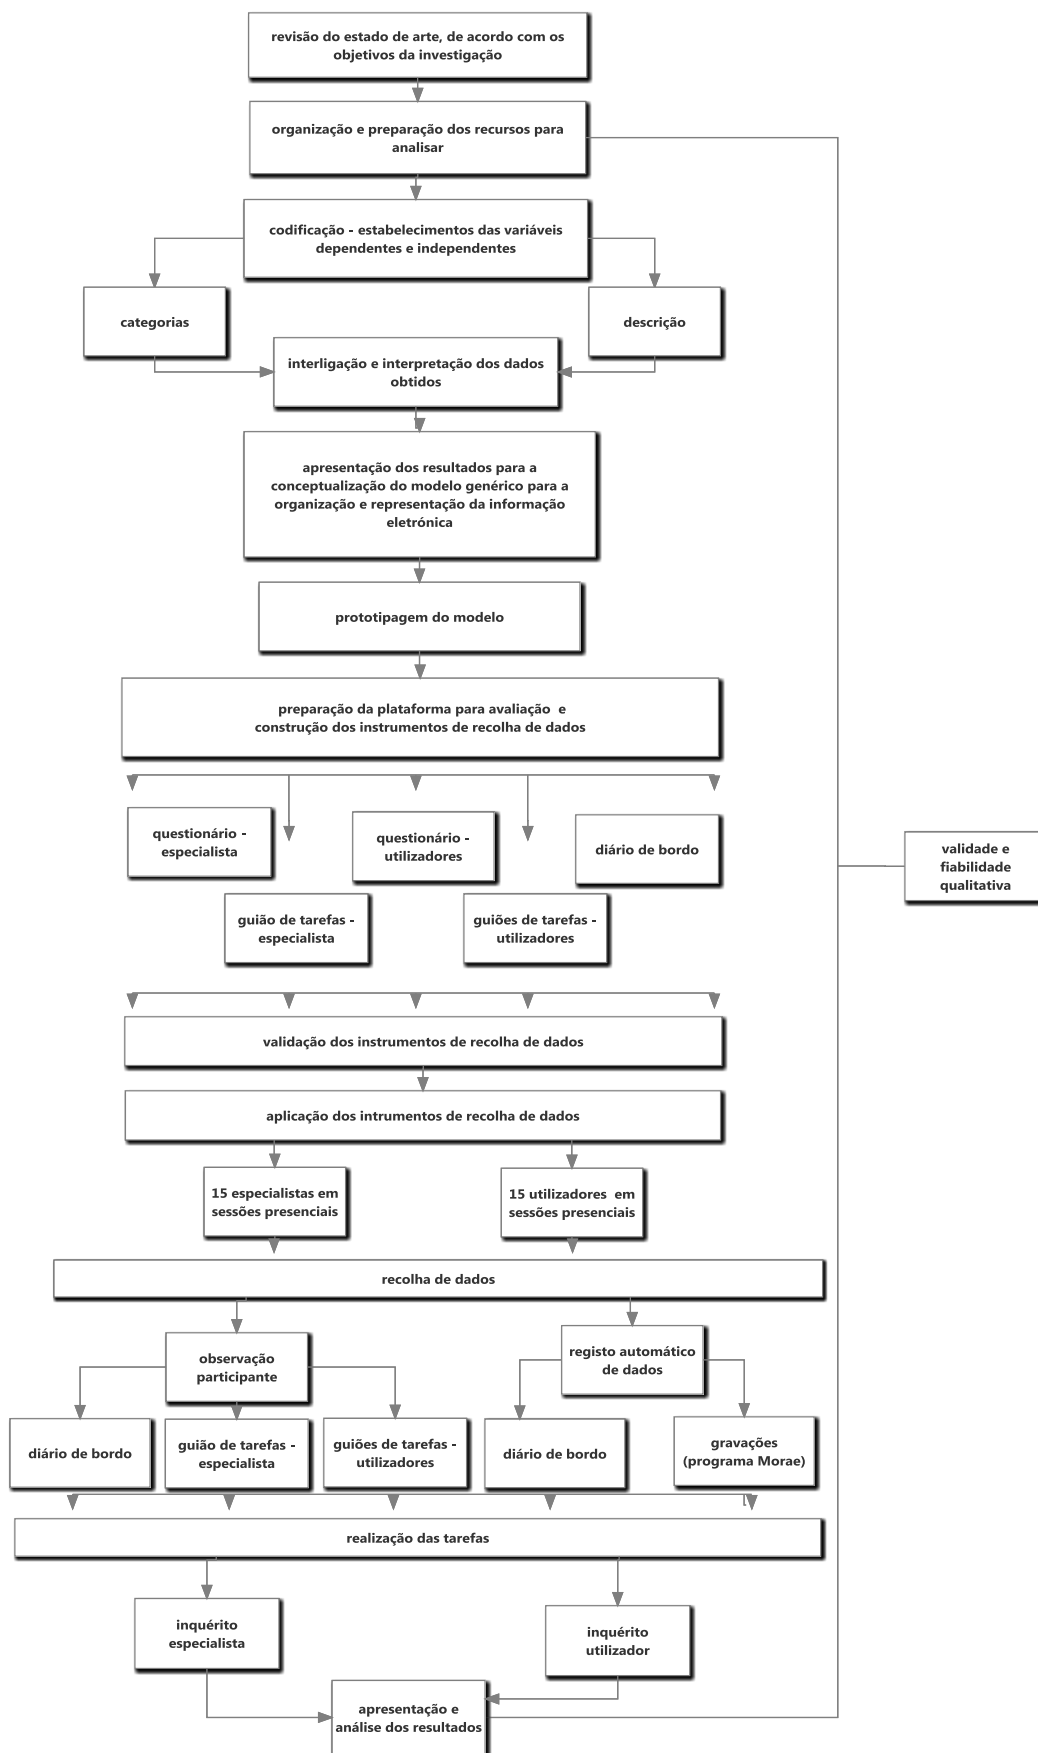 revisão do estado de arte, de acordo com os
objetivos da investigação
organização e preparação dos recursos para
analisar
codificação - estabelecimentos das variáveis
dependentes e independentes
categorias
descrição
interligação e interpretação dos dados
obtidos
apresentação dos resultados para a
conceptualização do modelo genérico para a
organização e representação da informação
eletrónica
prototipagem do modelo
preparação da plataforma para avaliação e
construção dos instrumentos de recolha de dados
questionário -
especialista
questionário -
utilizadores
diário de bordo
validade e
fiabilidade
qualitativa
guião de tarefas -
especialista
guiões de tarefas -
utilizadores
validação dos instrumentos de recolha de dados
aplicação dos intrumentos de recolha de dados
15 especialistas em
sessões presenciais
15 utilizadores em
sessões presenciais
recolha de dados
observação
participante
registo automático
de dados
diário de bordo
guião de tarefas -
especialista
guiões de tarefas -
utilizadores
diário de bordo
gravações
(programa Morae)
realização das tarefas
inquérito
especialista
inquérito
utilizador
apresentação e
análise dos resultados